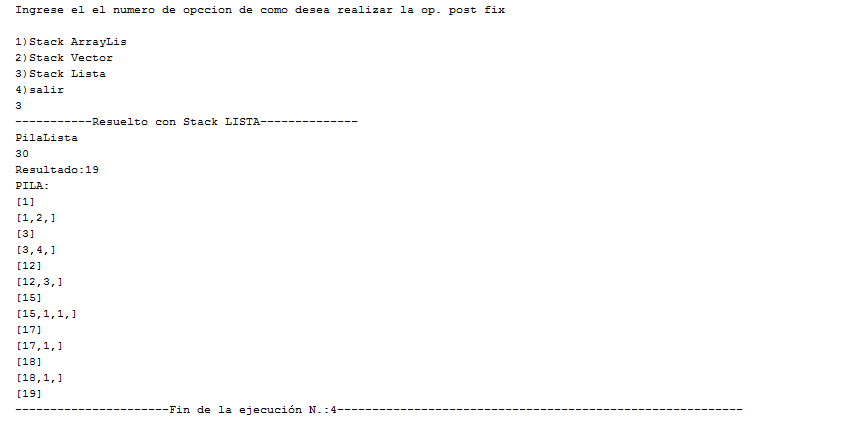 Ingrese el el numero de opccion de como desea realizar la op. post fix
1)Stack ArrayLis
2)Stack Vector
3)Stack Lista
4)salir
3
-----------Resuelto con Stack LISTA--------------
PilaLista
30
Resultado:19
PILA:
[1]
[1,2,]
[3]
[3,4,]
[12]
[12,3,]
[15]
[15,1,1,]
[17]
[17,1,]
[18]
[18,1,]
[19]
----------------------Fin de la ejecución N.:4----------------------------------------------------------